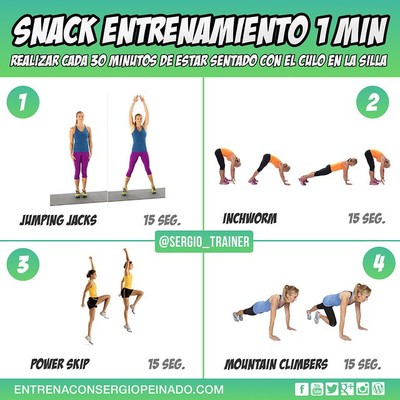 SNACK ENTRENAMIENTO 1 MIN
REALIZAR CADA 30 MINUTOS DE ESTAR SENTADO CON EL CULO EN LA SILLA
1
2
JUMPING JACKS 15 SEG.
INCHWORM 15 SEG.
@SERGIO_TRAINER
3
4
POWER SKIP 15 SEG.
MOUNTAIN CLIMBERS 15 SEG.
ENTRENACONSERGIOPEINADO.COM